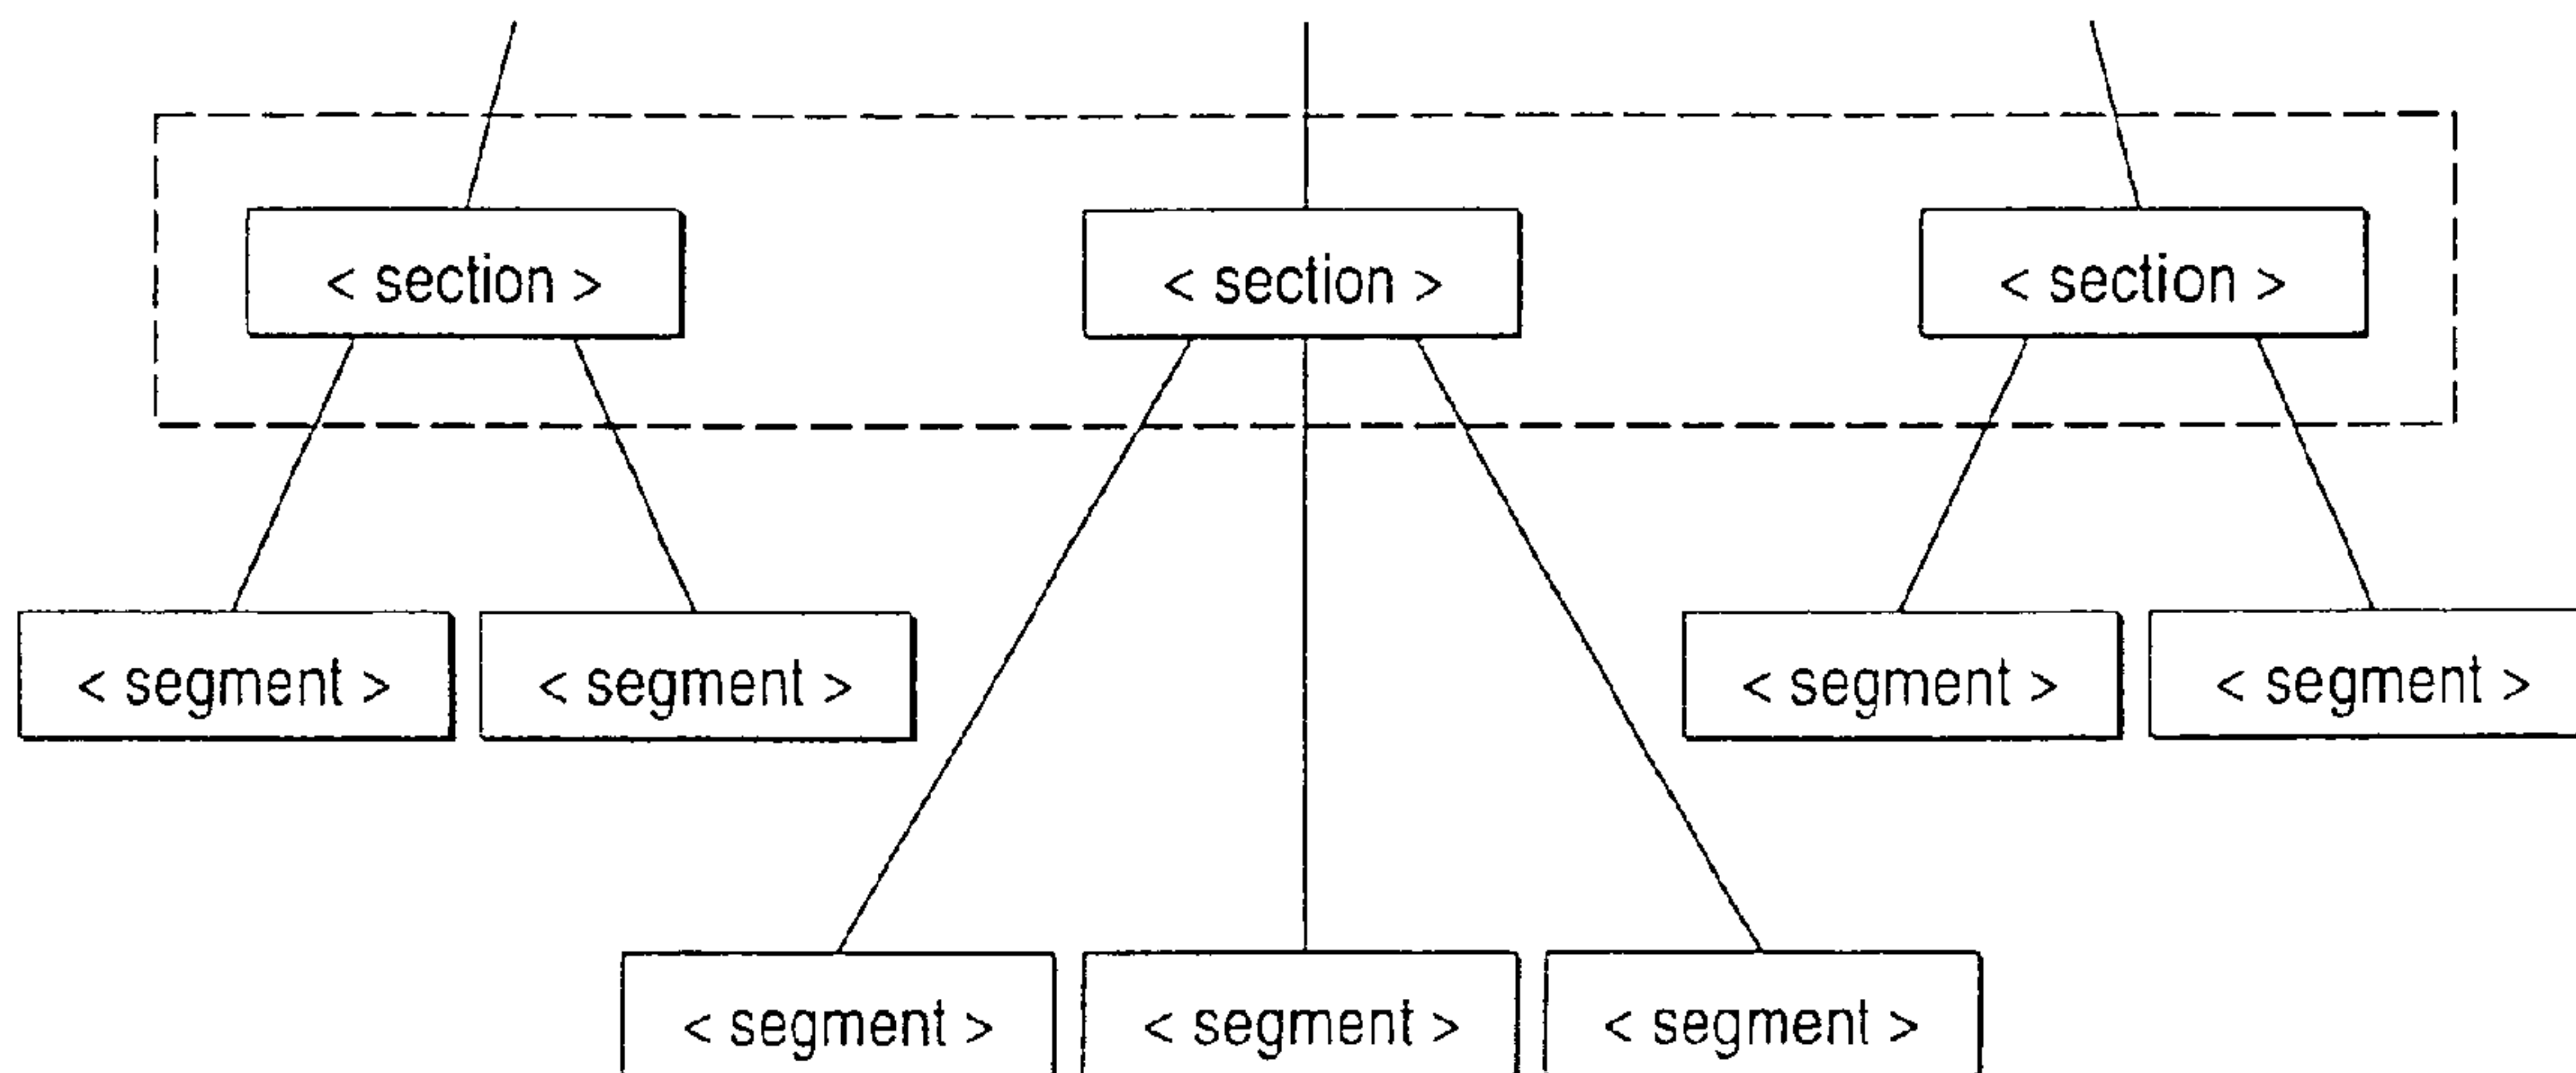 < section > < section > < section >
< segment > < segment > < segment > < segment >
< segment > < segment > < segment >